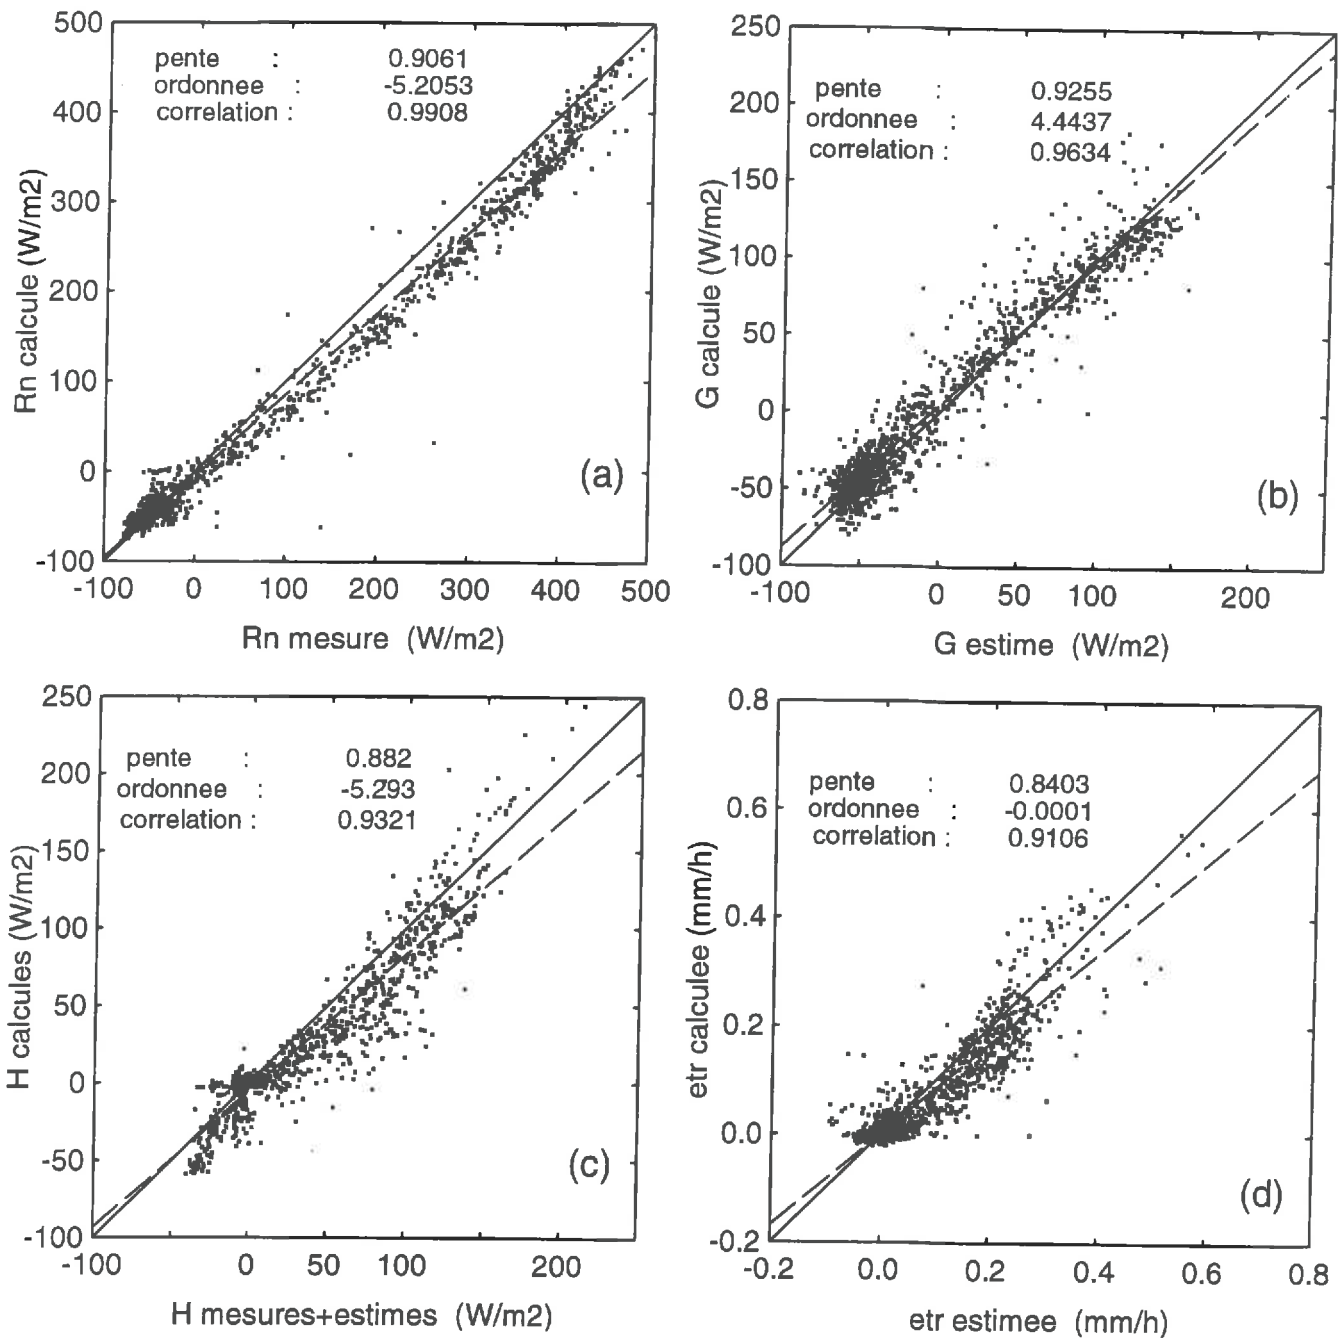 500
400
300
200
100
0
-100
Rn calcule (W/m2)
pente : 0.9061
ordonnee : -5.2053
correlation : 0.9908
(a)
-100 0 100 200 300 400 500
Rn mesure (W/m2)
250
200
150
100
50
0
-50
-100
G calcule (W/m2)
pente : 0.9255
ordonnee : 4.4437
correlation : 0.9634
(b)
-100 0 50 100 200
G estime (W/m2)
250
200
150
100
50
0
-50
-100
H calcules (W/m2)
pente : 0.882
ordonnee : -5.293
correlation : 0.9321
(c)
-100 0 50 100 200
H mesures+estimes (W/m2)
0.8
0.6
0.4
0.2
0.0
-0.2
etr calculee (mm/h)
pente : 0.8403
ordonnee : -0.0001
correlation : 0.9106
(d)
-0.2 0.0 0.2 0.4 0.6 0.8
etr estimee (mm/h)